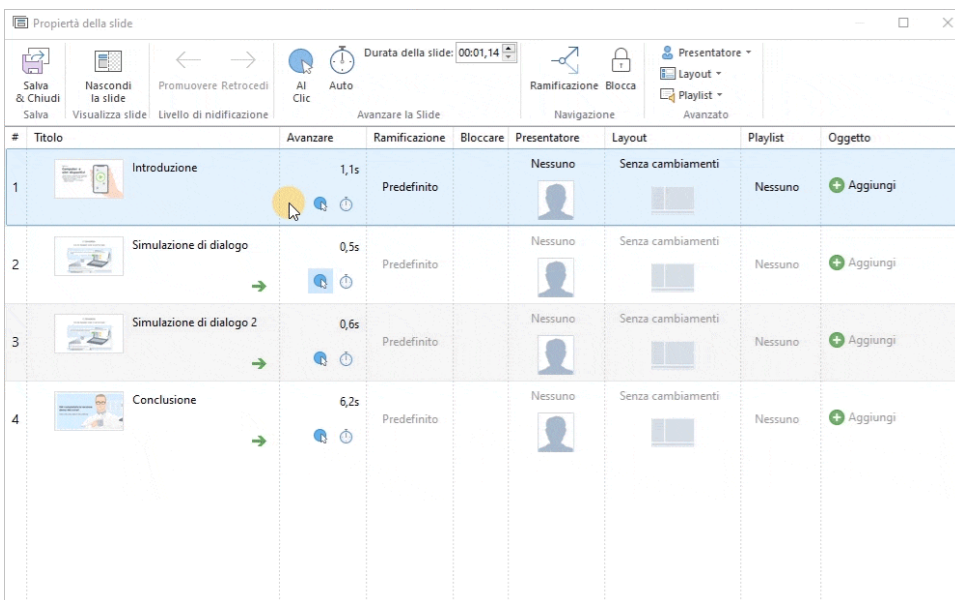 Propiertà della slide
Salva
& Chiudi
Salva
Nascondi
la slide
Visualizza slide
Promuovere Retrocedi
Livello di nidificazione
Al
Clic
Auto
Durata della slide: 00:01,14
Avanzare la Slide
Ramificazione
Blocca
Navigazione
Presentatore
Layout
Playlist
Avanzato
# Titolo Avanzare Ramificazione Bloccare Presentatore Layout Playlist Oggetto
1 Introduzione 1,1s Predefinito Nessuno Senza cambiamenti Nessuno Aggiungi
2 Simulazione di dialogo 0,5s Predefinito Nessuno Senza cambiamenti Nessuno Aggiungi
3 Simulazione di dialogo 2 0,6s Predefinito Nessuno Senza cambiamenti Nessuno Aggiungi
4 Conclusione 6,2s Predefinito Nessuno Senza cambiamenti Nessuno Aggiungi